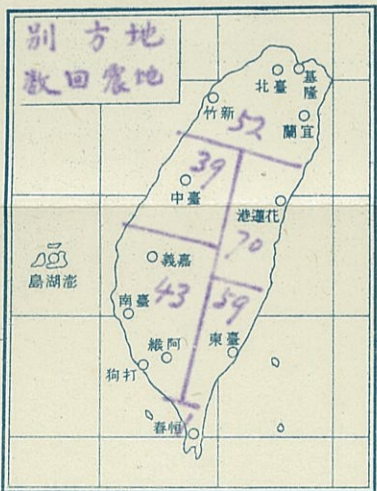 地方別
地震回數
基隆
臺北
新竹
宜蘭
52
39
臺中
花蓮港
70
嘉義
澎湖島
43
59
臺南
臺東
阿緱
打狗
恒春